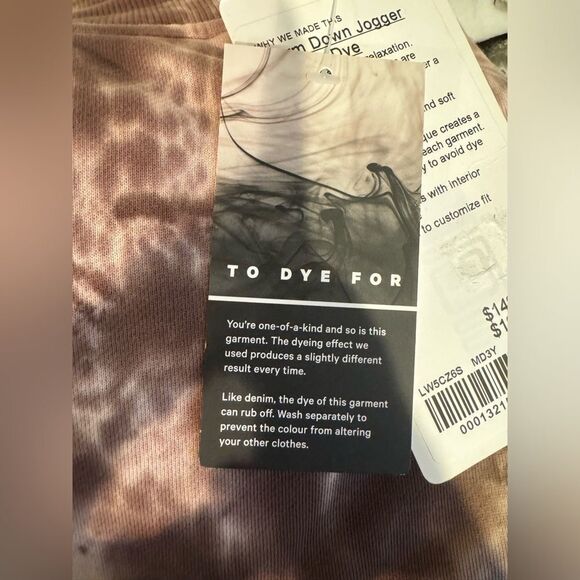 WHY WE MADE THIS
Down Jogger
Dye
relaxation.
are
and soft
creates a
each garment.
to avoid dye
with interior
to customize fit
TO DYE FOR
You're one-of-a-kind and so is this
garment. The dyeing effect we
used produces a slightly different
result every time.
Like denim, the dye of this garment
can rub off. Wash separately to
prevent the colour from altering
your other clothes.
LW5CZ6S MD3Y